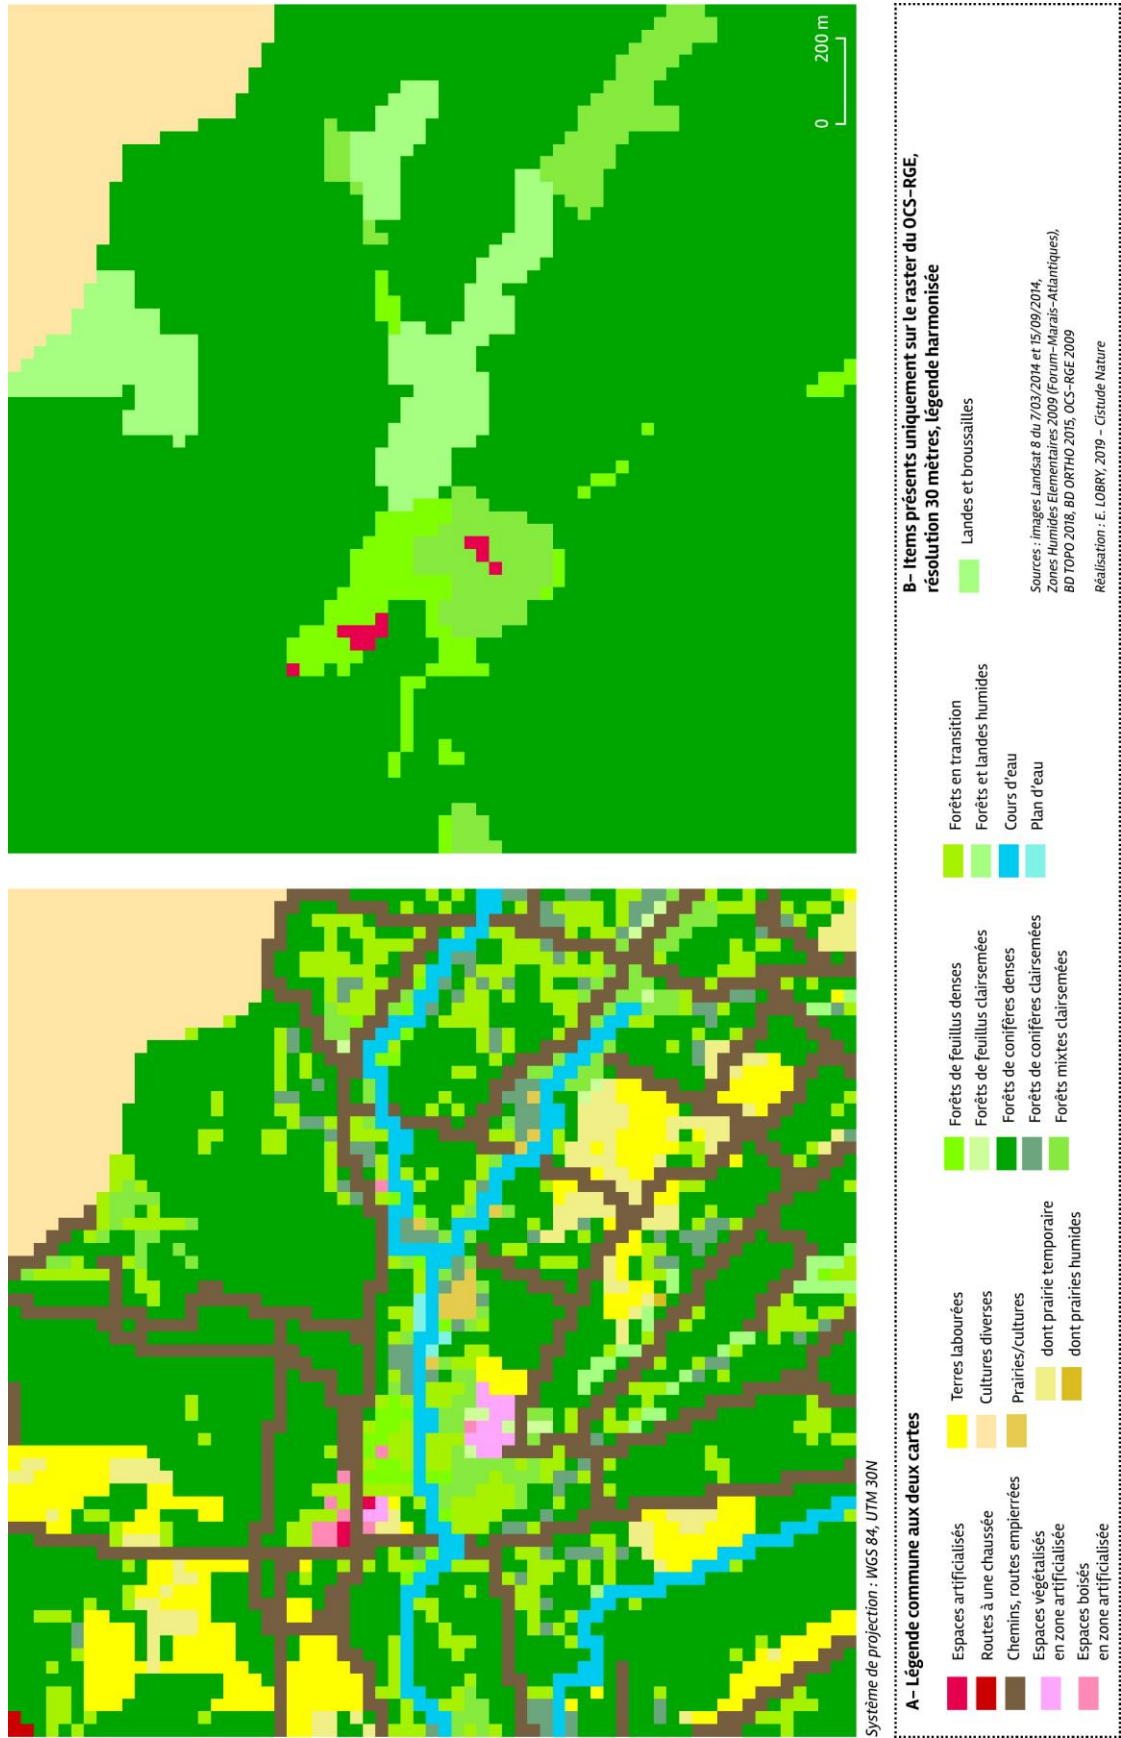 0 200 m
Système de projection : WGS 84, UTM 30N
A- Légende commune aux deux cartes
Espaces artificialisés
Routes à une chaussée
Chemins, routes empierrées
Espaces végétalisés
en zone artificialisée
Espaces boisés
en zone artificialisée
Terres labourées
Cultures diverses
Prairies/cultures
dont prairie temporaire
dont prairies humides
Forêts de feuillus denses
Forêts de feuillus clairsemées
Forêts de conifères denses
Forêts de conifères clairsemées
Forêts mixtes clairsemées
Forêts en transition
Forêts et landes humides
Cours d'eau
Plan d'eau
B- Items présents uniquement sur le raster du OCS-RGE,
résolution 30 mètres, légende harmonisée
Landes et broussailles
Sources : images Landsat 8 du 7/03/2014 et 15/09/2014,
Zones Humides Elementaires 2009 (Forum-Marais-Atlantiques),
BD TOPO 2018, BD ORTHO 2015, OCS-RGE 2009
Réalisation : E. LOBRY, 2019 - Cistude Nature